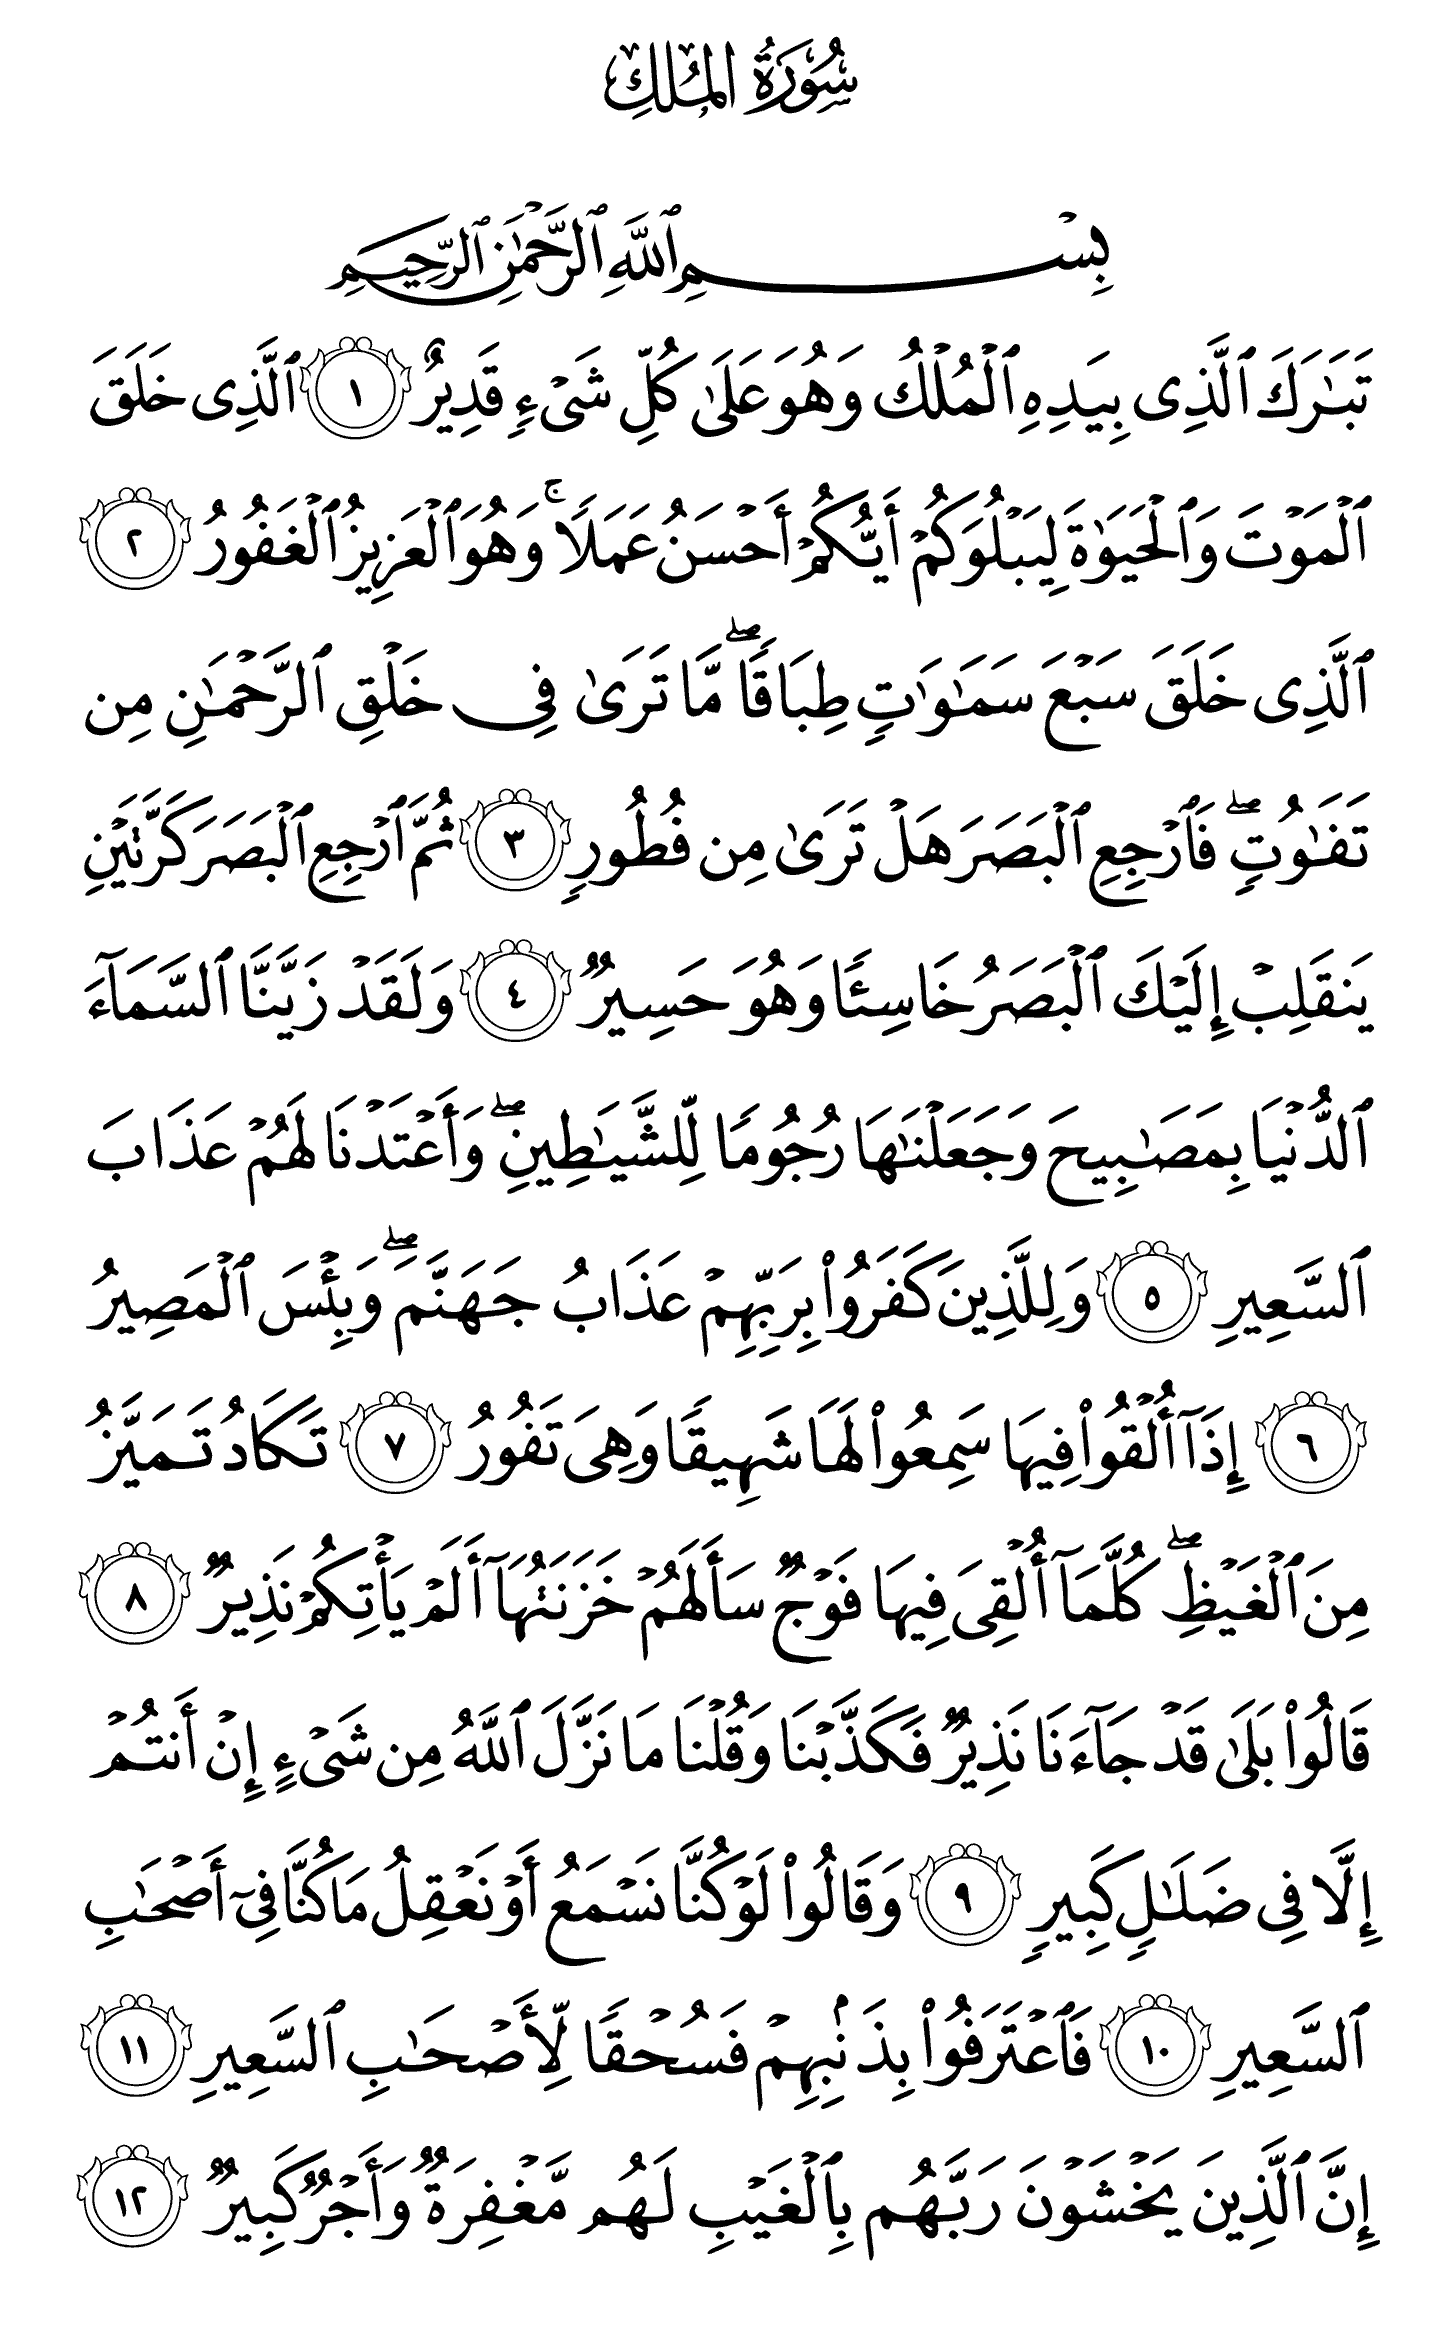 سُورَةُ الْمُلْكِ
بِسْمِ ٱللَّهِ ٱلرَّحْمَٰنِ ٱلرَّحِيمِ
تَبَٰرَكَ ٱلَّذِى بِيَدِهِ ٱلْمُلْكُ وَهُوَ عَلَىٰ كُلِّ شَىْءٍ قَدِيرٌ ١ ٱلَّذِى خَلَقَ
ٱلْمَوْتَ وَٱلْحَيَوٰةَ لِيَبْلُوَكُمْ أَيُّكُمْ أَحْسَنُ عَمَلًا ۚ وَهُوَ ٱلْعَزِيزُ ٱلْغَفُورُ ٢
ٱلَّذِى خَلَقَ سَبْعَ سَمَٰوَٰتٍ طِبَاقًا ۖ مَّا تَرَىٰ فِى خَلْقِ ٱلرَّحْمَٰنِ مِن
تَفَٰوُتٍ ۖ فَٱرْجِعِ ٱلْبَصَرَ هَلْ تَرَىٰ مِن فُطُورٍ ٣ ثُمَّ ٱرْجِعِ ٱلْبَصَرَ كَرَّتَيْنِ
يَنقَلِبْ إِلَيْكَ ٱلْبَصَرُ خَاسِئًا وَهُوَ حَسِيرٌ ٤ وَلَقَدْ زَيَّنَّا ٱلسَّمَآءَ
ٱلدُّنْيَا بِمَصَٰبِيحَ وَجَعَلْنَٰهَا رُجُومًا لِّلشَّيَٰطِينِ ۖ وَأَعْتَدْنَا لَهُمْ عَذَابَ
ٱلسَّعِيرِ ٥ وَلِلَّذِينَ كَفَرُوا۟ بِرَبِّهِمْ عَذَابُ جَهَنَّمَ ۖ وَبِئْسَ ٱلْمَصِيرُ
٦ إِذَآ أُلْقُوا۟ فِيهَا سَمِعُوا۟ لَهَا شَهِيقًا وَهِىَ تَفُورُ ٧ تَكَادُ تَمَيَّزُ
مِنَ ٱلْغَيْظِ ۖ كُلَّمَآ أُلْقِىَ فِيهَا فَوْجٌ سَأَلَهُمْ خَزَنَتُهَآ أَلَمْ يَأْتِكُمْ نَذِيرٌ ٨
قَالُوا۟ بَلَىٰ قَدْ جَآءَنَا نَذِيرٌ فَكَذَّبْنَا وَقُلْنَا مَا نَزَّلَ ٱللَّهُ مِن شَىْءٍ إِنْ أَنتُمْ
إِلَّا فِى ضَلَٰلٍ كَبِيرٍ ٩ وَقَالُوا۟ لَوْ كُنَّا نَسْمَعُ أَوْ نَعْقِلُ مَا كُنَّا فِىٓ أَصْحَٰبِ
ٱلسَّعِيرِ ١٠ فَٱعْتَرَفُوا۟ بِذَنۢبِهِمْ فَسُحْقًا لِّأَصْحَٰبِ ٱلسَّعِيرِ ١١
إِنَّ ٱلَّذِينَ يَخْشَوْنَ رَبَّهُم بِٱلْغَيْبِ لَهُم مَّغْفِرَةٌ وَأَجْرٌ كَبِيرٌ ١٢